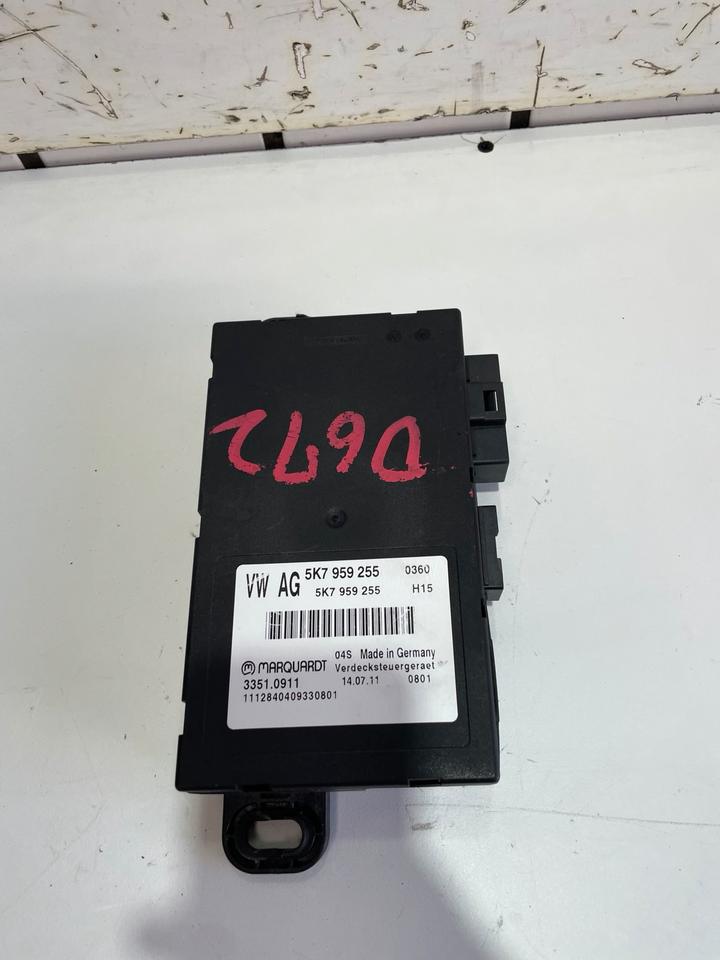 D672
VW AG 5K7 959 255 0360
5K7 959 255 H15
MARQUARDT 04S Made in Germany
Verdecksteuergeraet
3351.0911 14.07.11 0801
1112840409330801